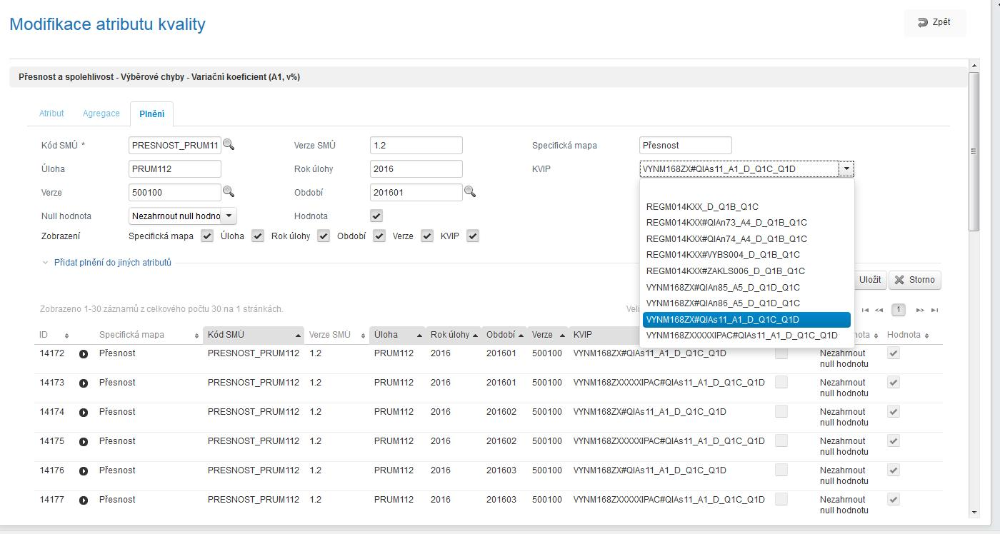 Modifikace atributu kvality
Zpět
Přesnost a spolehlivost - Výběrové chyby - Variační koeficient (A1, v%)
Atribut Agregace Plnění
Kód SMÚ * PRESNOST_PRUM11 Verze SMÚ 1.2 Specifická mapa Přesnost
Úloha PRUM112 Rok úlohy 2016 KVIP VYNM168ZX#QIAs11_A1_D_Q1C_Q1D
Verze 500100 Období 201601
Null hodnota Nezahrnout null hodno Hodnota
Zobrazení Specifická mapa Úloha Rok úlohy Období Verze KVIP
REGM014KXX_D_Q1B_Q1C
REGM014KXX#QIAn73_A4_D_Q1B_Q1C
REGM014KXX#QIAn74_A4_D_Q1B_Q1C
REGM014KXX#VYBS004_D_Q1B_Q1C
REGM014KXX#ZAKLS006_D_Q1B_Q1C
VYNM168ZX#QIAn85_A5_D_Q1D_Q1C
VYNM168ZX#QIAn86_A5_D_Q1D_Q1C
VYNM168ZX#QIAs11_A1_D_Q1C_Q1D
VYNM168ZXXXXXIPAC#QIAs11_A1_D_Q1C_Q1D
Přidat plnění do jiných atributů
Uložit Storno
Zobrazeno 1-30 záznamů z celkového počtu 30 na 1 stránkách. Veli 1
ID Specifická mapa Kód SMÚ Verze SMÚ Úloha Rok úlohy Období Verze KVIP nota Hodnota
14172 Přesnost PRESNOST_PRUM112 1.2 PRUM112 2016 201601 500100 VYNM168ZX#QIAs11_A1_D_Q1C_Q1D Nezahrnout
null hodnotu
14173 Přesnost PRESNOST_PRUM112 1.2 PRUM112 2016 201601 500100 VYNM168ZXXXXXIPAC#QIAs11_A1_D_Q1C_Q1D Nezahrnout
null hodnotu
14174 Přesnost PRESNOST_PRUM112 1.2 PRUM112 2016 201602 500100 VYNM168ZX#QIAs11_A1_D_Q1C_Q1D Nezahrnout
null hodnotu
14175 Přesnost PRESNOST_PRUM112 1.2 PRUM112 2016 201602 500100 VYNM168ZXXXXXIPAC#QIAs11_A1_D_Q1C_Q1D Nezahrnout
null hodnotu
14176 Přesnost PRESNOST_PRUM112 1.2 PRUM112 2016 201603 500100 VYNM168ZX#QIAs11_A1_D_Q1C_Q1D Nezahrnout
null hodnotu
14177 Přesnost PRESNOST_PRUM112 1.2 PRUM112 2016 201603 500100 VYNM168ZXXXXXIPAC#QIAs11_A1_D_Q1C_Q1D Nezahrnout
null hodnotu